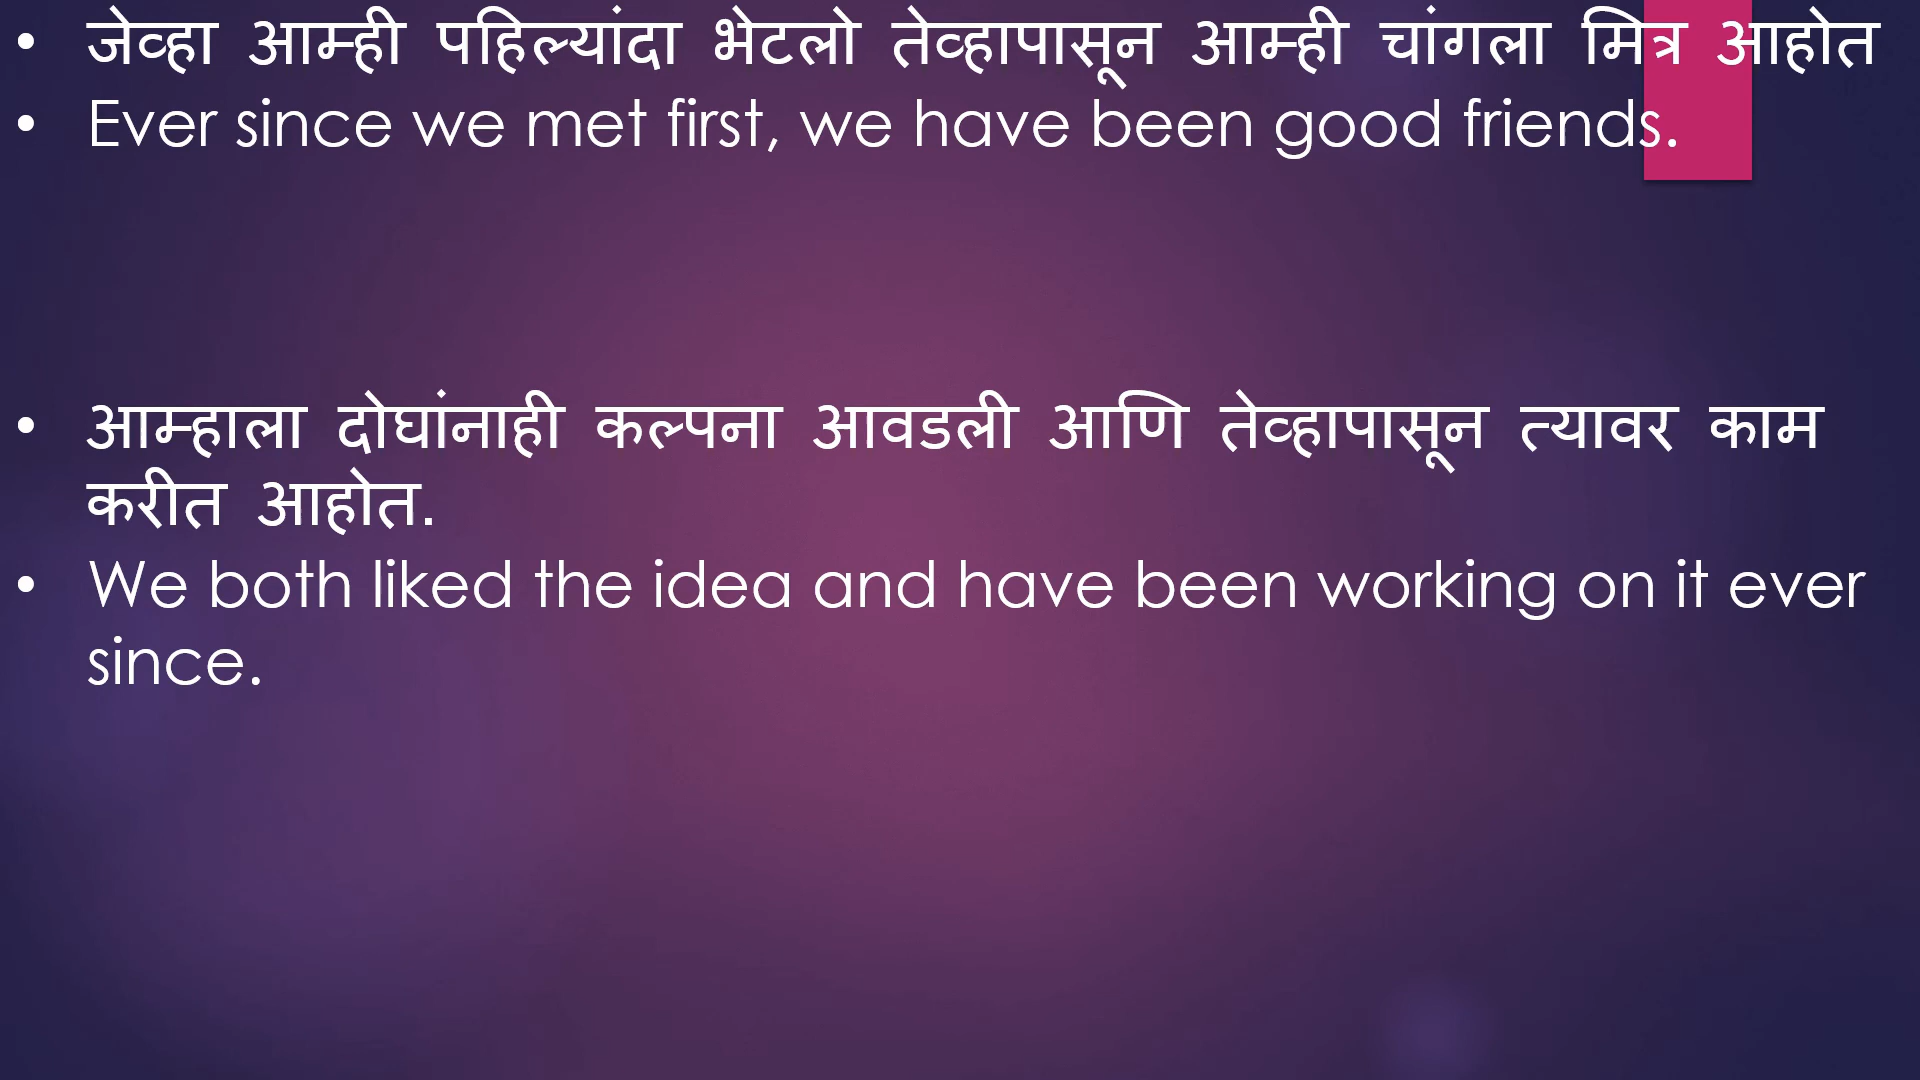 • जेव्हा आम्ही पहिल्यांदा भेटलो तेव्हापासून आम्ही चांगला मित्र आहोत
• Ever since we met first, we have been good friends.
• आम्हाला दोघांनाही कल्पना आवडली आणि तेव्हापासून त्यावर काम
करीत आहोत.
• We both liked the idea and have been working on it ever
since.